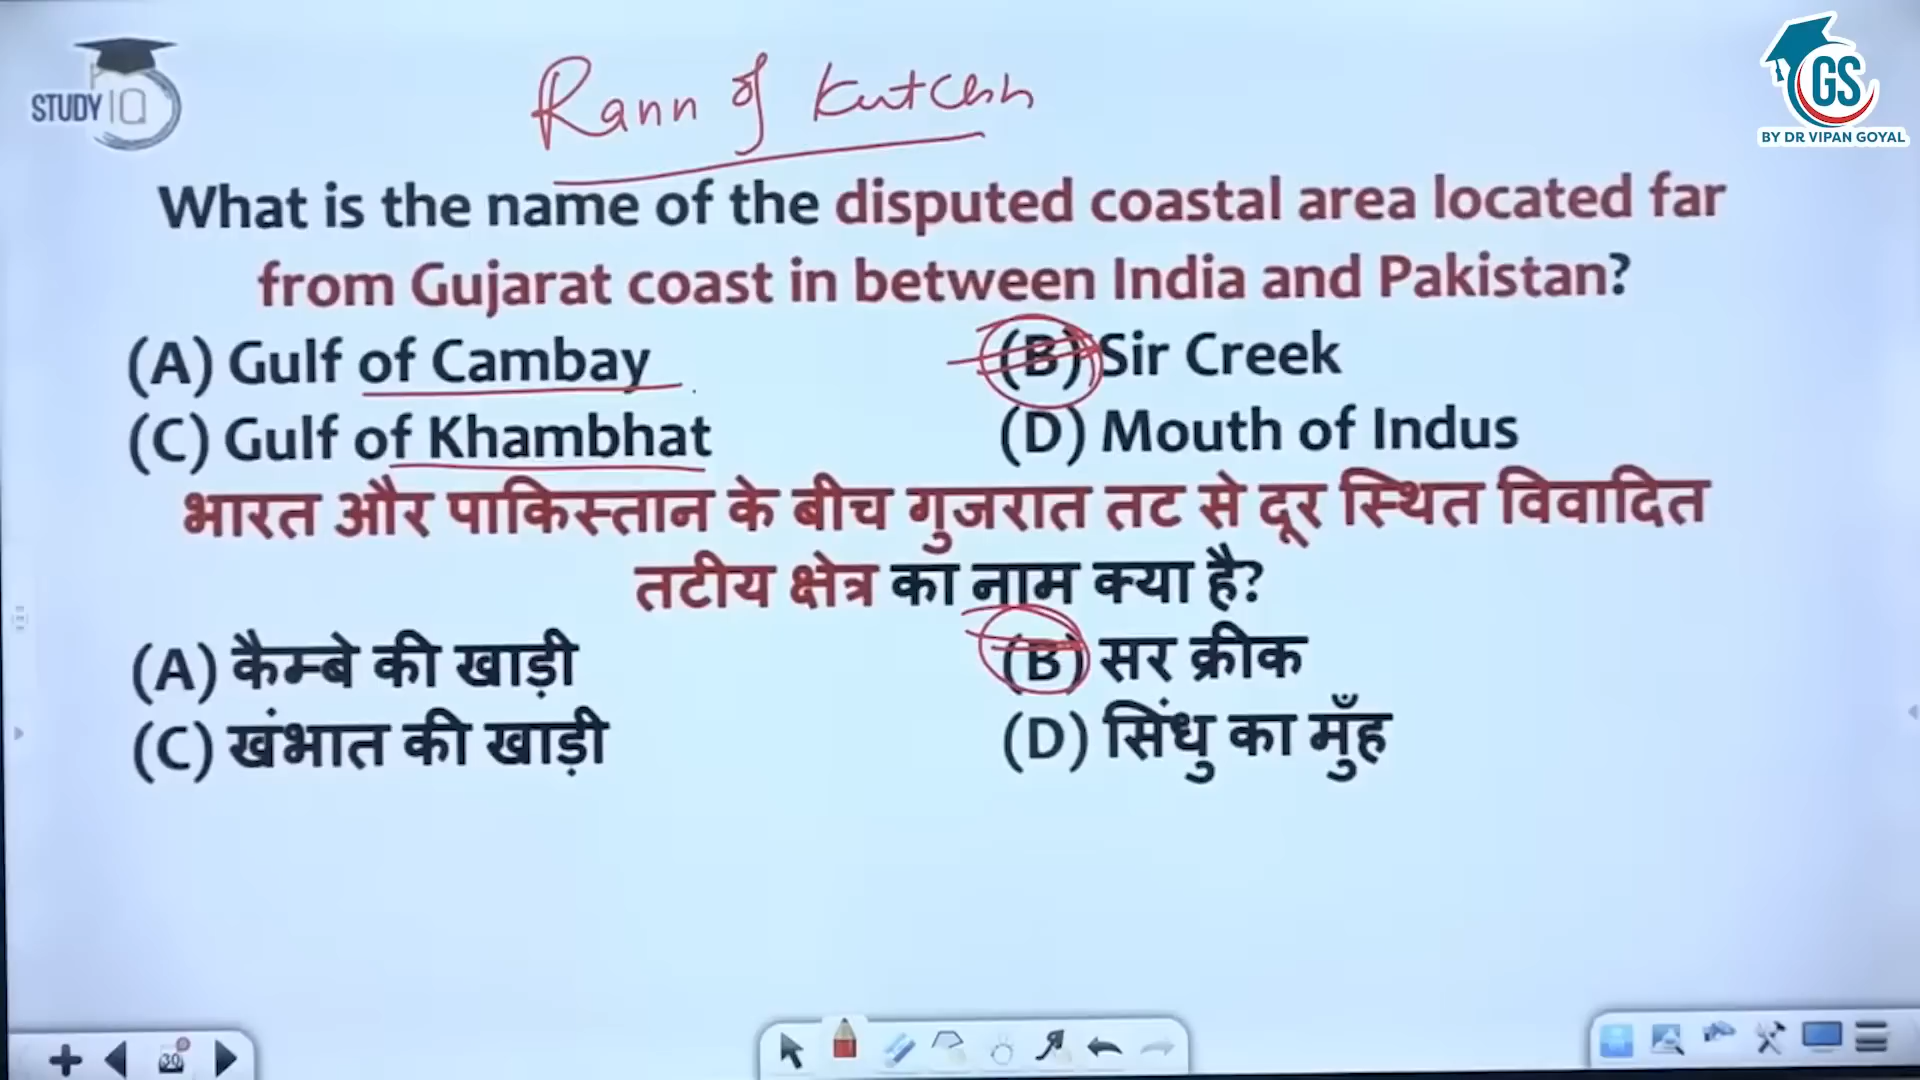 STUDY IQ
GS
BY DR VIPAN GOYAL
Rann of Kutch
What is the name of the disputed coastal area located far
from Gujarat coast in between India and Pakistan?
(A) Gulf of Cambay (B) Sir Creek
(C) Gulf of Khambhat (D) Mouth of Indus
भारत और पाकिस्तान के बीच गुजरात तट से दूर स्थित विवादित
तटीय क्षेत्र का नाम क्या है?
(A) कैम्बे की खाड़ी (B) सर क्रीक
(C) खंभात की खाड़ी (D) सिंधु का मुँह
30